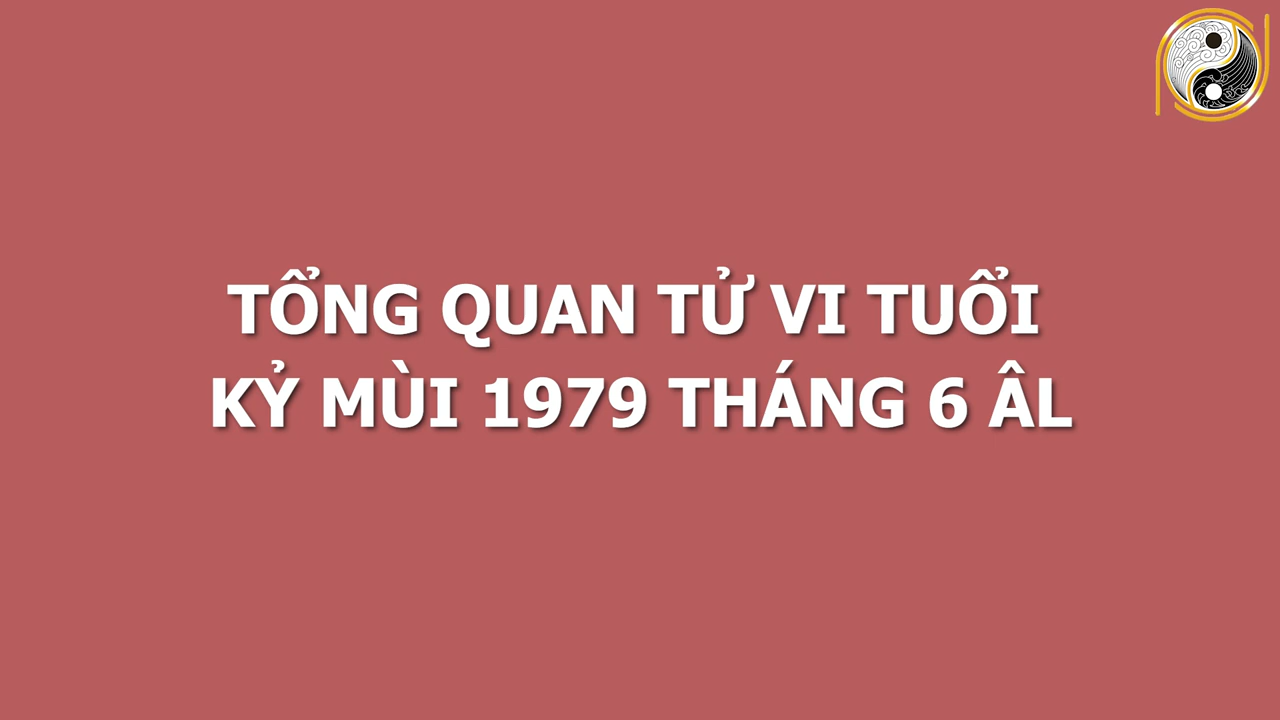 TỔNG QUAN TỬ VI TUỔI
KỶ MÙI 1979 THÁNG 6 ÂL